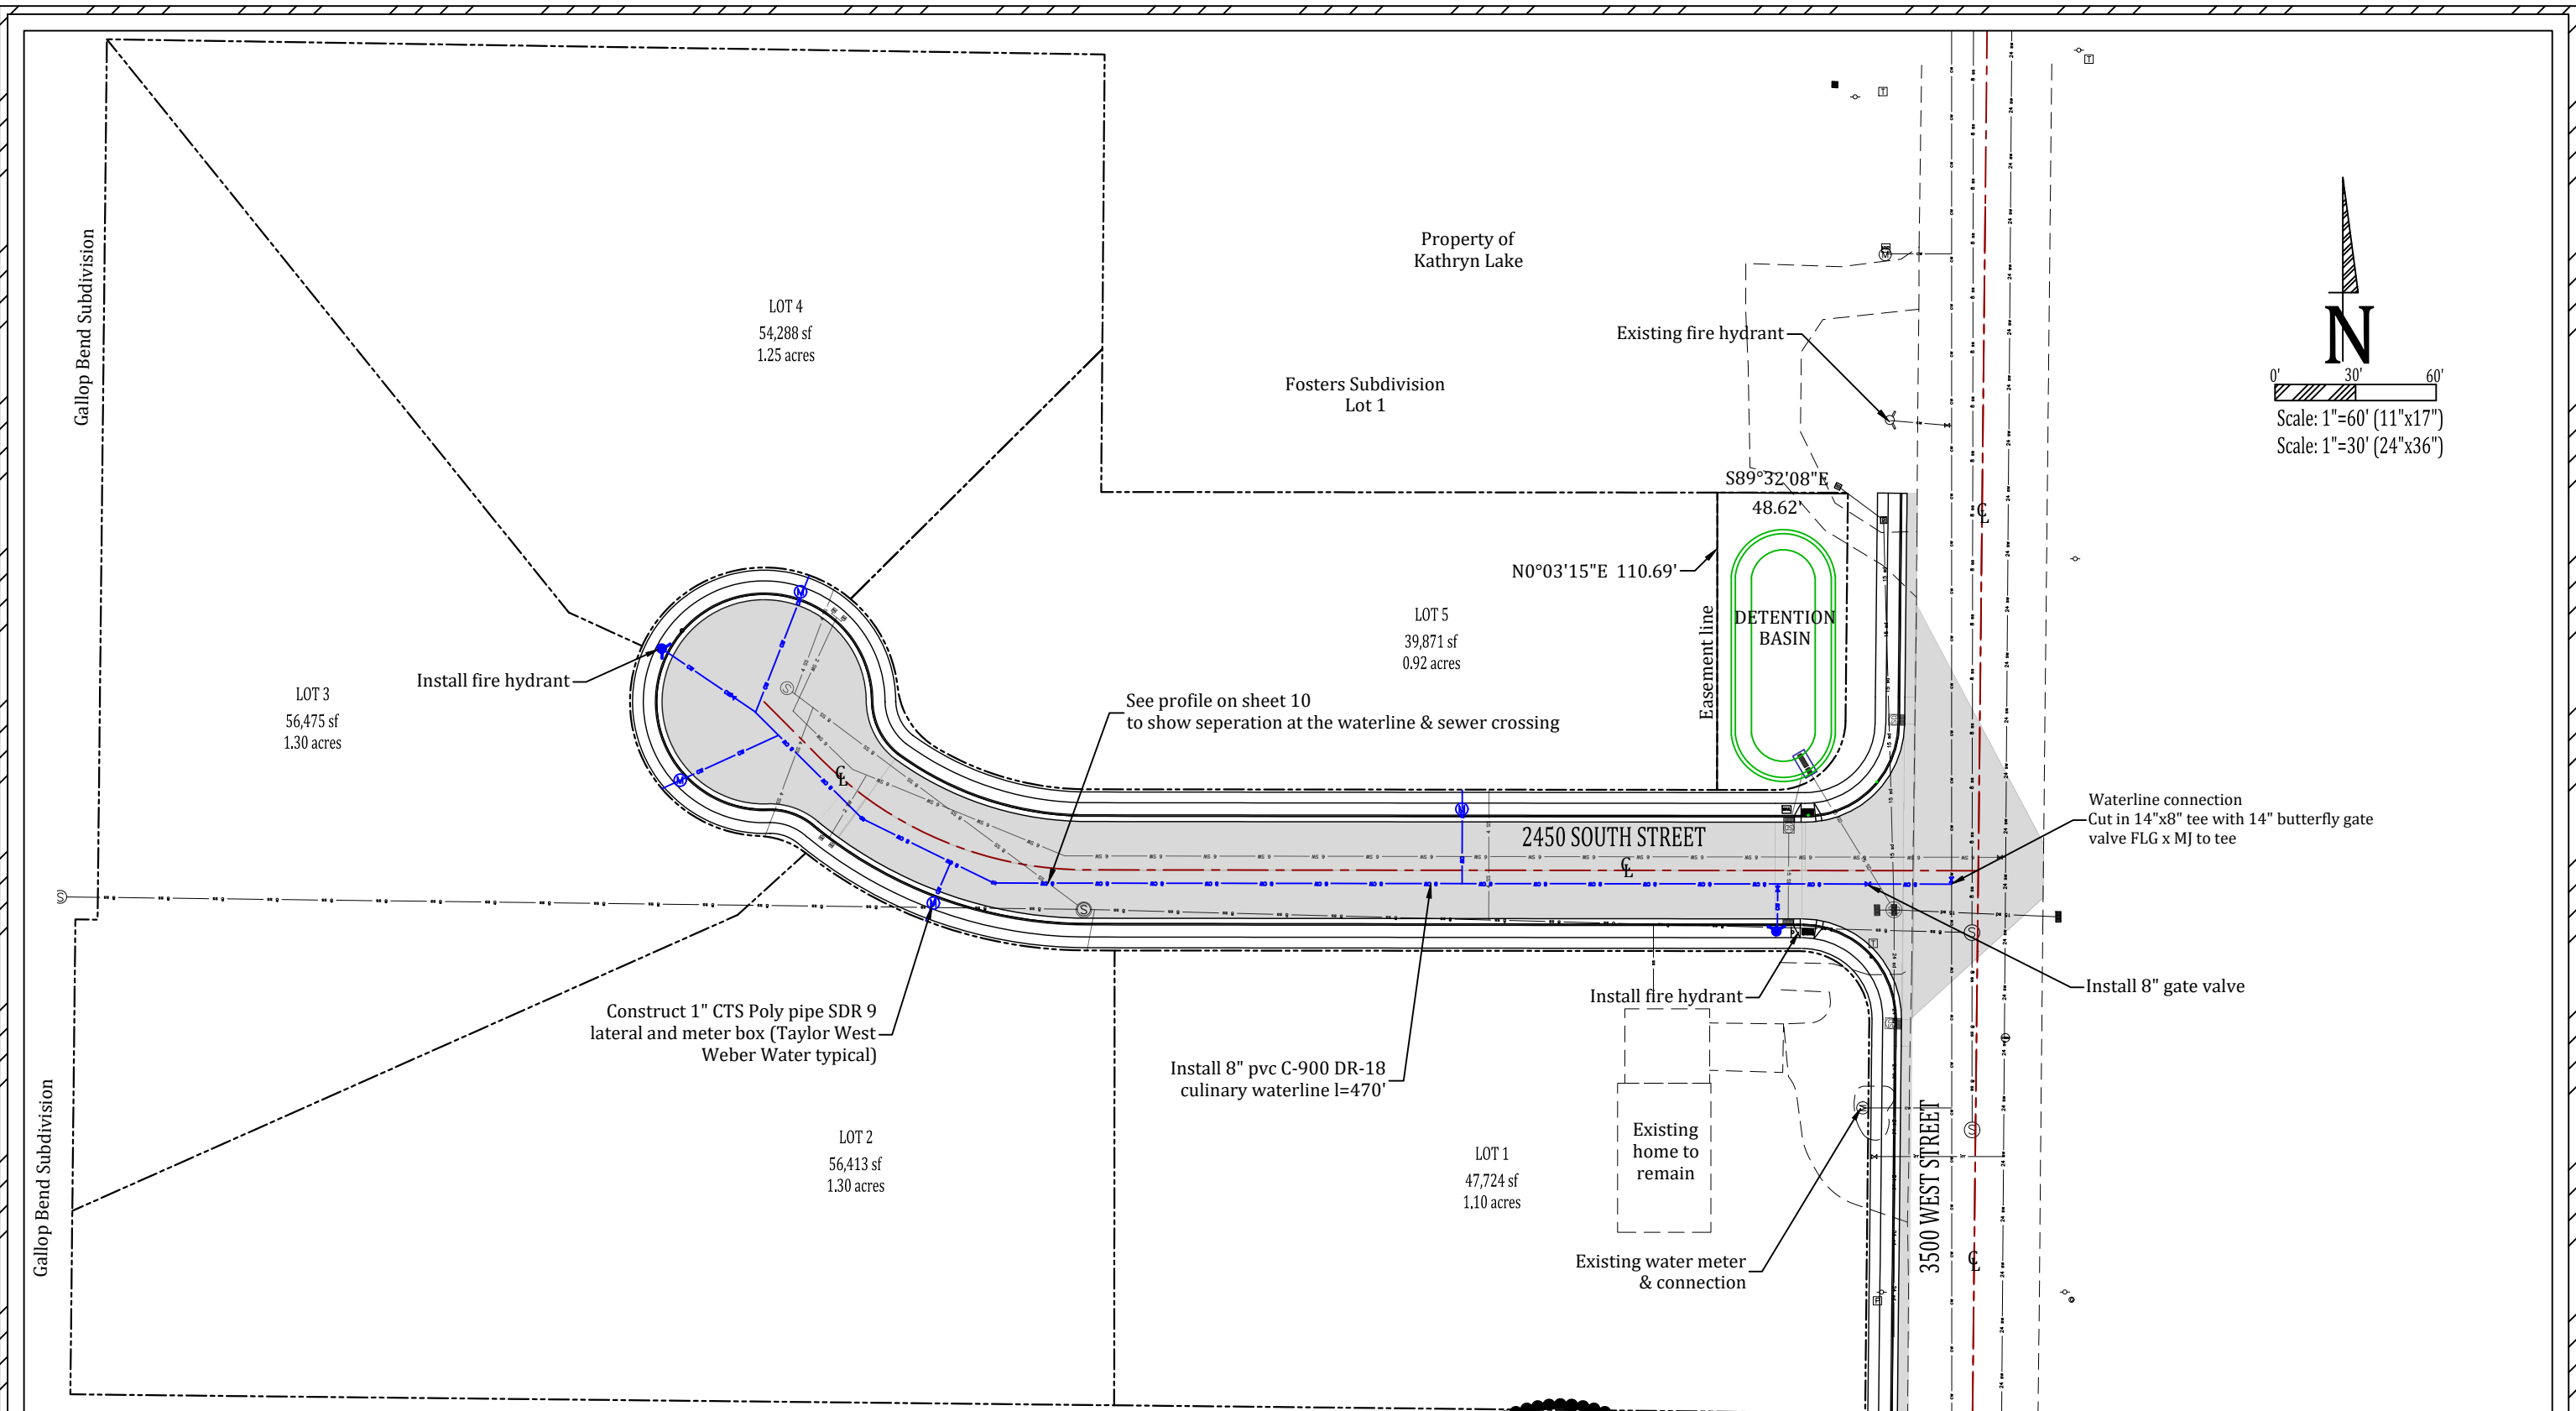 Gallop Bend Subdivision
LOT 4
54,288 sf
1.25 acres
Property of
Kathryn Lake
Fosters Subdivision
Lot 1
Existing fire hydrant
N
0' 30' 60'
Scale: 1"=60' (11"x17")
Scale: 1"=30' (24"x36")
S89°32'08"E
48.62'
N0°03'15"E 110.69'
Easement line
DETENTION
BASIN
LOT 5
39,871 sf
0.92 acres
Install fire hydrant
LOT 3
56,475 sf
1.30 acres
See profile on sheet 10
to show seperation at the waterline & sewer crossing
2450 SOUTH STREET
Waterline connection
Cut in 14"x8" tee with 14" butterfly gate
valve FLG x MJ to tee
Install 8" gate valve
Install fire hydrant
Construct 1" CTS Poly pipe SDR 9
lateral and meter box (Taylor West
Weber Water typical)
Install 8" pvc C-900 DR-18
culinary waterline l=470'
Gallop Bend Subdivision
LOT 2
56,413 sf
1.30 acres
LOT 1
47,724 sf
1.10 acres
Existing
home to
remain
Existing water meter
& connection
3500 WEST STREET